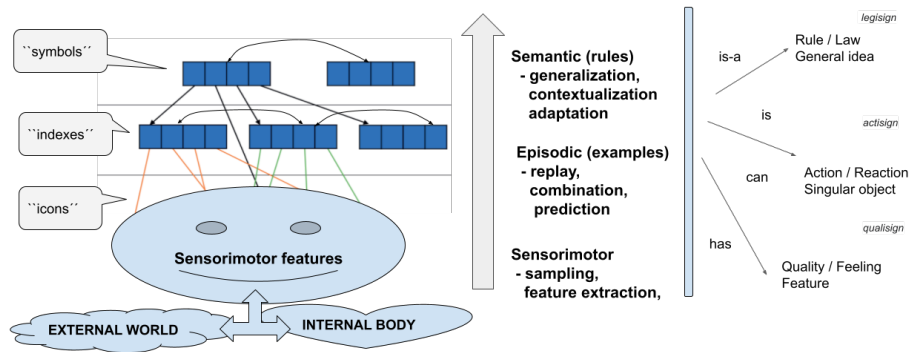 ``symbols´´
``indexes´´
``icons´´
Sensorimotor features
EXTERNAL WORLD
INTERNAL BODY
Semantic (rules)
- generalization,
contextualization
adaptation
Episodic (examples)
- replay,
combination,
prediction
Sensorimotor
- sampling,
feature extraction,
is-a
is
can
has
legisign
Rule / Law
General idea
actisign
Action / Reaction
Singular object
qualisign
Quality / Feeling
Feature